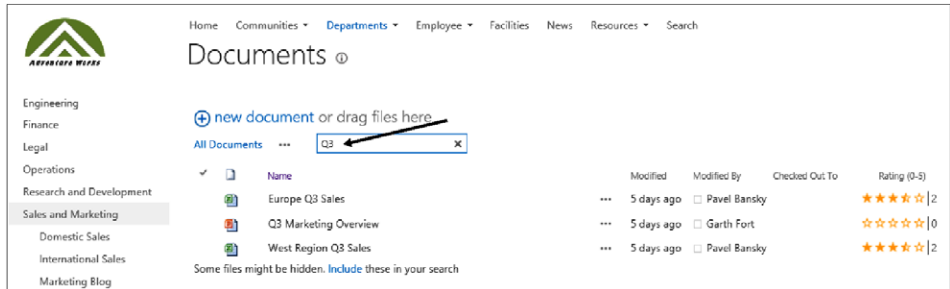 Home Communities Departments Employee Facilities News Resources Search
Adventure Works
Documents
Engineering
Finance
Legal
Operations
Research and Development
Sales and Marketing
Domestic Sales
International Sales
Marketing Blog
new document or drag files here
All Documents ... Q3
Name Modified Modified By Checked Out To Rating (0-5)
Europe Q3 Sales ... 5 days ago Pavel Bansky 2
Q3 Marketing Overview ... 5 days ago Garth Fort 0
West Region Q3 Sales ... 5 days ago Pavel Bansky 2
Some files might be hidden. Include these in your search